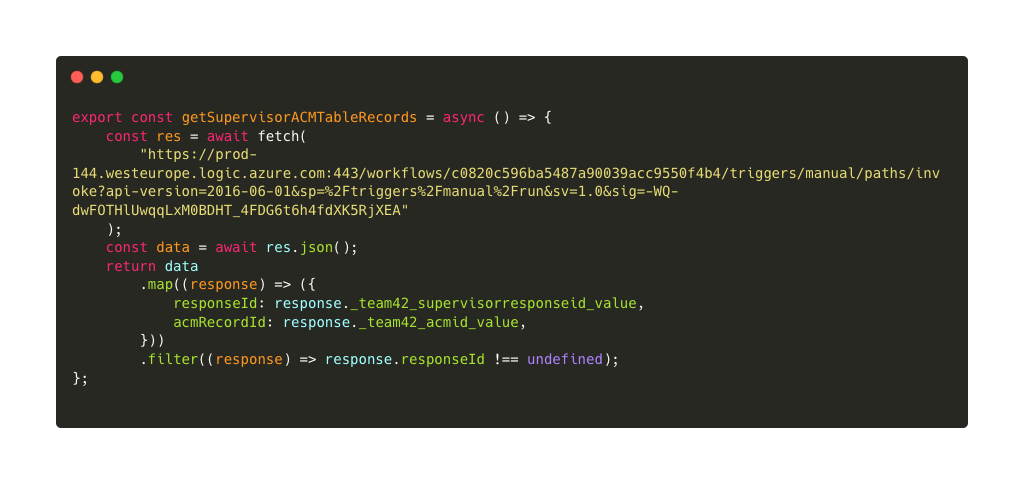 export const getSupervisorACMTableRecords = async () => {
    const res = await fetch(
        "https://prod-
144.westeurope.logic.azure.com:443/workflows/c0820c596ba5487a90039acc9550f4b4/triggers/manual/paths/inv
oke?api-version=2016-06-01&sp=%2Ftriggers%2Fmanual%2Frun&sv=1.0&sig=-WQ-
dwFOTHlUwqqLxM0BDHT_4FDG6t6h4fdXK5RjXEA"
    );
    const data = await res.json();
    return data
        .map((response) => ({
            responseId: response._team42_supervisorresponseid_value,
            acmRecordId: response._team42_acmid_value,
        }))
        .filter((response) => response.responseId !== undefined);
};